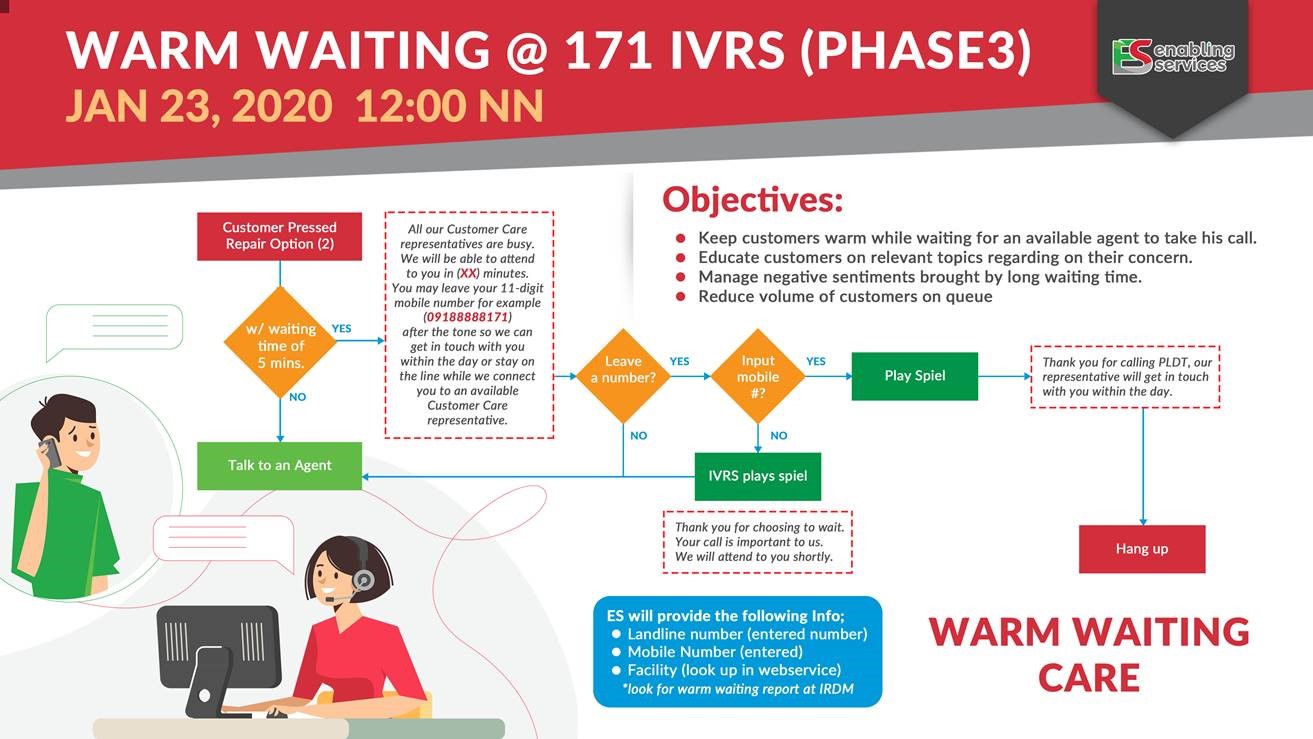 WARM WAITING @ 171 IVRS (PHASE3)
JAN 23, 2020 12:00 NN
ES enabling
services
Objectives:
Keep customers warm while waiting for an available agent to take his call.
Educate customers on relevant topics regarding on their concern.
Manage negative sentiments brought by long waiting time.
Reduce volume of customers on queue
Customer Pressed
Repair Option (2)
w/ waiting
time of
5 mins.
YES
NO
Talk to an Agent
All our Customer Care
representatives are busy.
We will be able to attend
to you in (XX) minutes.
You may leave your 11-digit
mobile number for example
(09188888171)
after the tone so we can
get in touch with you
within the day or stay on
the line while we connect
you to an available
Customer Care
representative.
Leave
a number?
YES
NO
Input
mobile
#?
YES
NO
Play Spiel
Thank you for calling PLDT, our
representative will get in touch
with you within the day.
IVRS plays spiel
Thank you for choosing to wait.
Your call is important to us.
We will attend to you shortly.
Hang up
ES will provide the following Info;
Landline number (entered number)
Mobile Number (entered)
Facility (look up in webservice)
*look for warm waiting report at IRDM
WARM WAITING
CARE